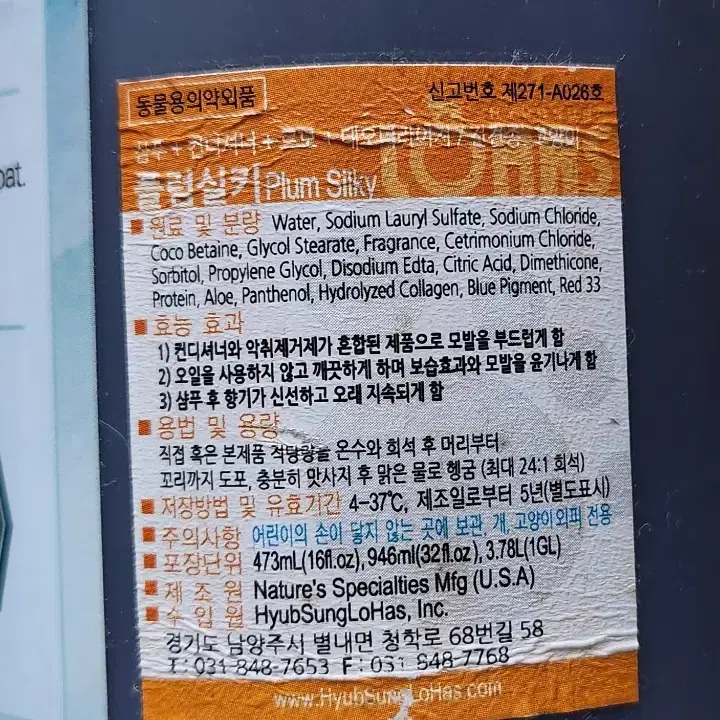 oat.
동물용의약외품
신고번호 제271-A026호
샴푸 + 컨디셔너 +
플럼실키 Plum Silky
■ 원료 및 분량 Water, Sodium Lauryl Sulfate, Sodium Chloride,
Coco Betaine, Glycol Stearate, Fragrance, Cetrimonium Chloride,
Sorbitol, Propylene Glycol, Disodium Edta, Citric Acid, Dimethicone,
Protein, Aloe, Panthenol, Hydrolyzed Collagen, Blue Pigment, Red 33
■ 효능 효과
1) 컨디셔너와 악취제거제가 혼합된 제품으로 모발을 부드럽게 함
2) 오일을 사용하지 않고 깨끗하게 하며 보습효과와 모발을 윤기나게 함
3) 샴푸 후 향기가 신선하고 오래 지속되게 함
■ 용법 및 용량
직접 혹은 본제품 적당량을 온수와 희석 후 머리부터
꼬리까지 도포, 충분히 맛사지 후 맑은 물로 헹굼 (최대 24:1 희석)
■ 저장방법 및 유효기간 4-37℃, 제조일로부터 5년(별도표시)
■ 주의사항 어린이의 손이 닿지 않는 곳에 보관, 개, 고양이외피 전용
■ 포장단위 473mL(16fl.oz), 946ml(32fl.oz), 3.78L(1GL)
■ 제 조 원 Nature's Specialties Mfg (U.S.A)
■ 수 입 원 HyubSungLoHas, Inc.
경기도 남양주시 별내면 청학로 68번길 58
T : 031-848-7653 F : 031 848-7768
www.HyubSungLoHas.com